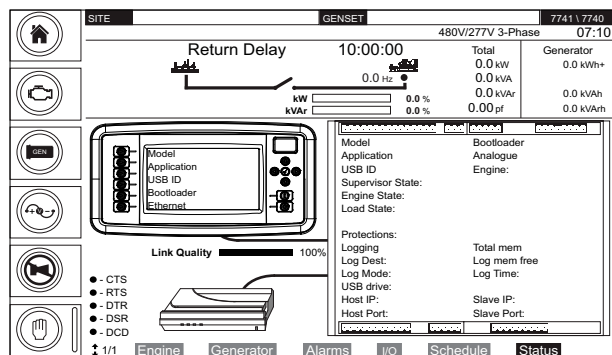 SITE GENSET 7741 \ 7740
480V/277V 3-Phase 07:10
Return Delay 10:00:00
Total Generator
0.0 kW 0.0 kWh+
0.0 Hz 0.0 kVA
0.0 kVAr 0.0 kVAh
0.00 pf 0.0 kVArh
kW 0.0 %
kVAr 0.0 %
GEN
Model
Application
USB ID
Bootloader
Ethernet
Link Quality 100%
- CTS
- RTS
- DTR
- DSR
- DCD
Model Bootloader
Application Analogue
USB ID Engine:
Supervisor State:
Engine State:
Load State:
Protections:
Logging Total mem
Log Dest: Log mem free
Log Mode: Log Time:
USB drive:
Host IP: Slave IP:
Host Port: Slave Port:
1/1 Engine Generator Alarms I/O Schedule Status